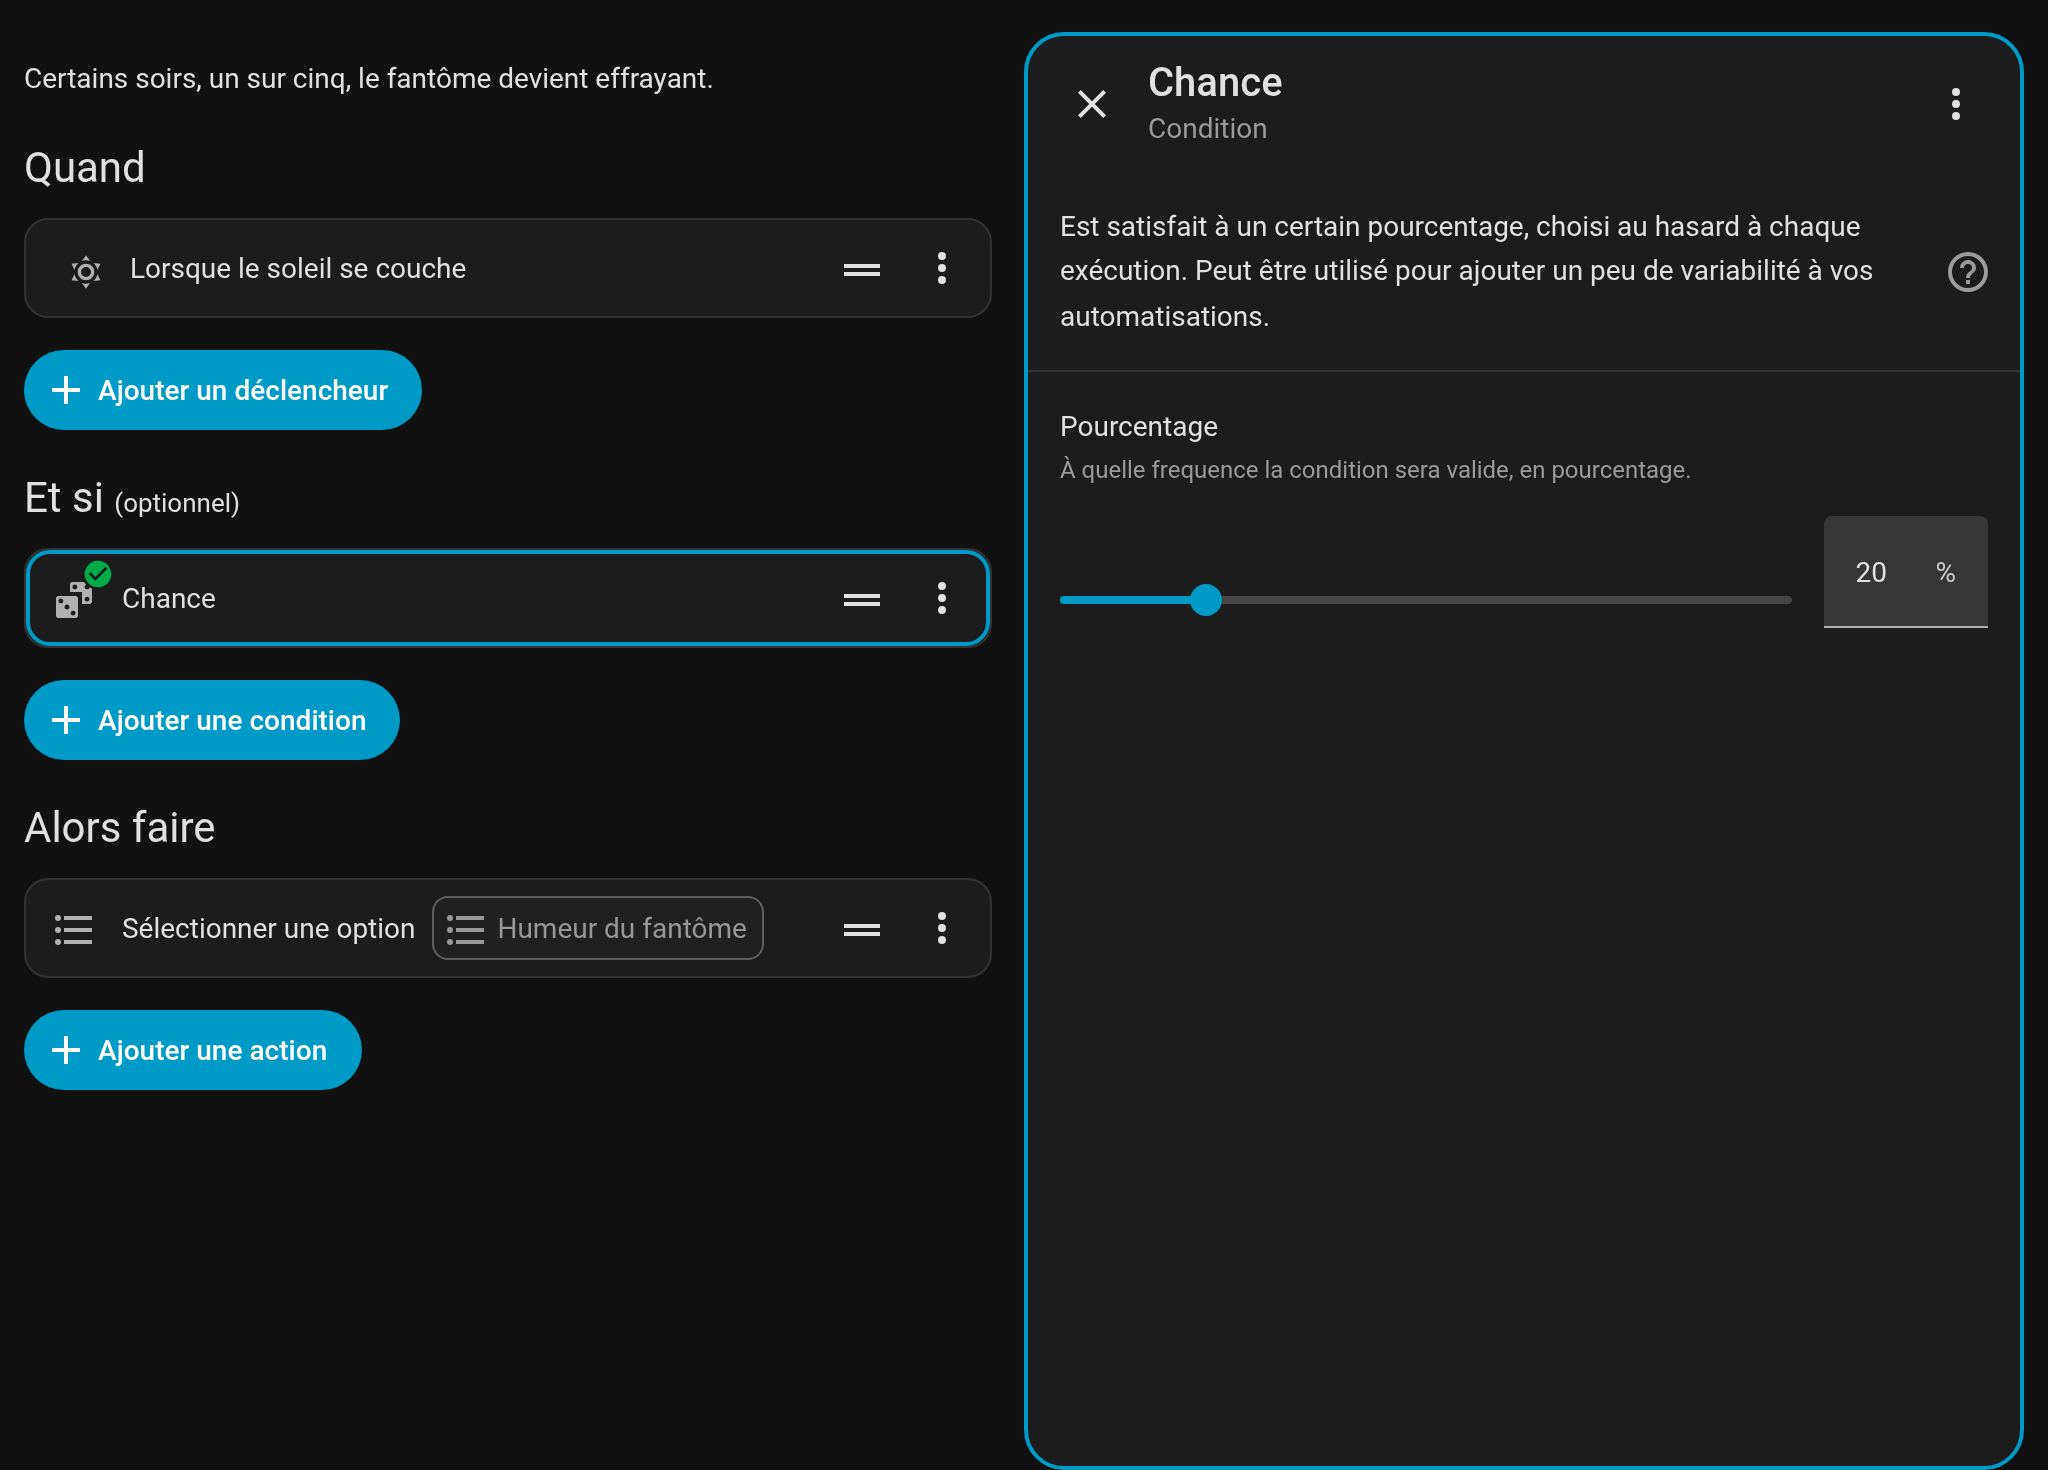 Certains soirs, un sur cinq, le fantôme devient effrayant.
Quand
Lorsque le soleil se couche
Ajouter un déclencheur
Et si (optionnel)
Chance
Ajouter une condition
Alors faire
Sélectionner une option Humeur du fantôme
Ajouter une action
Chance
Condition
Est satisfait à un certain pourcentage, choisi au hasard à chaque
exécution. Peut être utilisé pour ajouter un peu de variabilité à vos
automatisations.
Pourcentage
À quelle frequence la condition sera valide, en pourcentage.
20 %